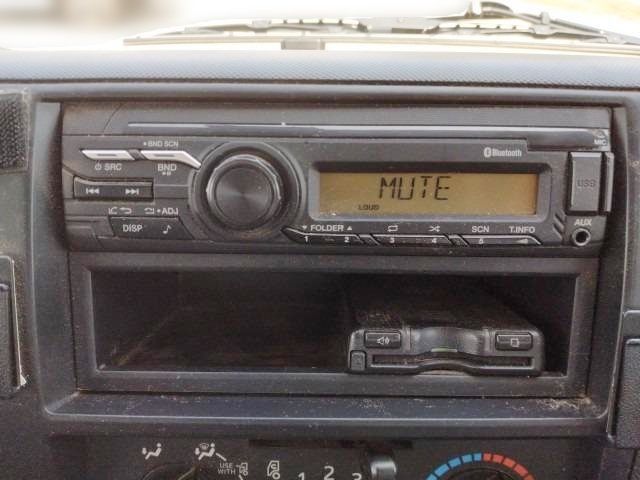 BND SCN
Bluetooth
MIC
SRC
BND
MUTE
LOUD
USB
ADJ
DISP
FOLDER
SCN
T.INFO
AUX
1 2 3 4 5
USE
WITH
1 2 3